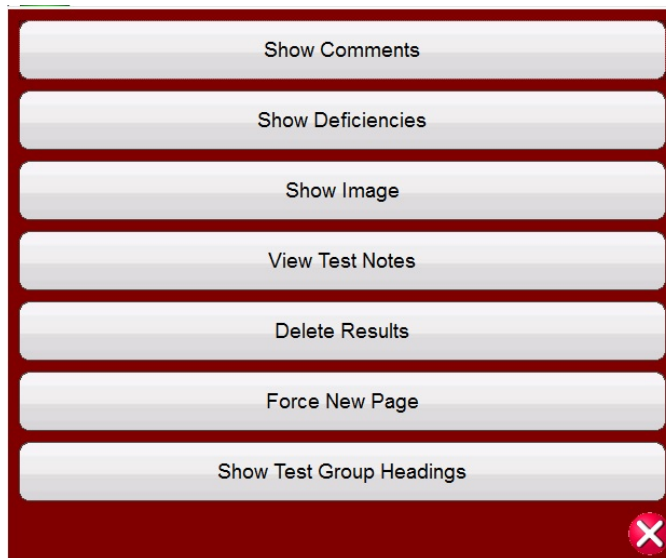 Show Comments
Show Deficiencies
Show Image
View Test Notes
Delete Results
Force New Page
Show Test Group Headings